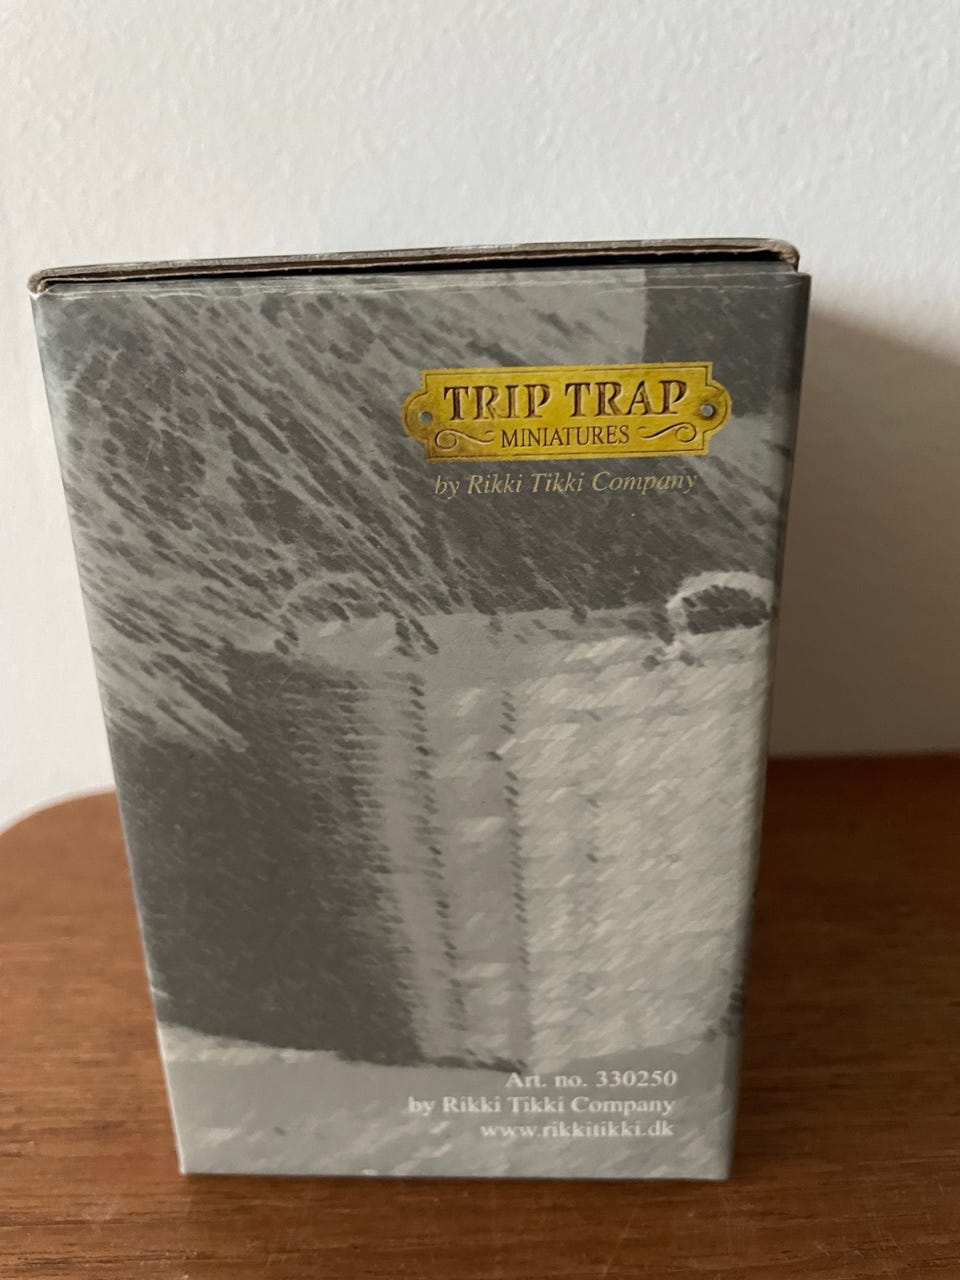 TRIP TRAP
MINIATURES
by Rikki Tikki Company
Art. no. 330250
by Rikki Tikki Company
www.rikkitikki.dk